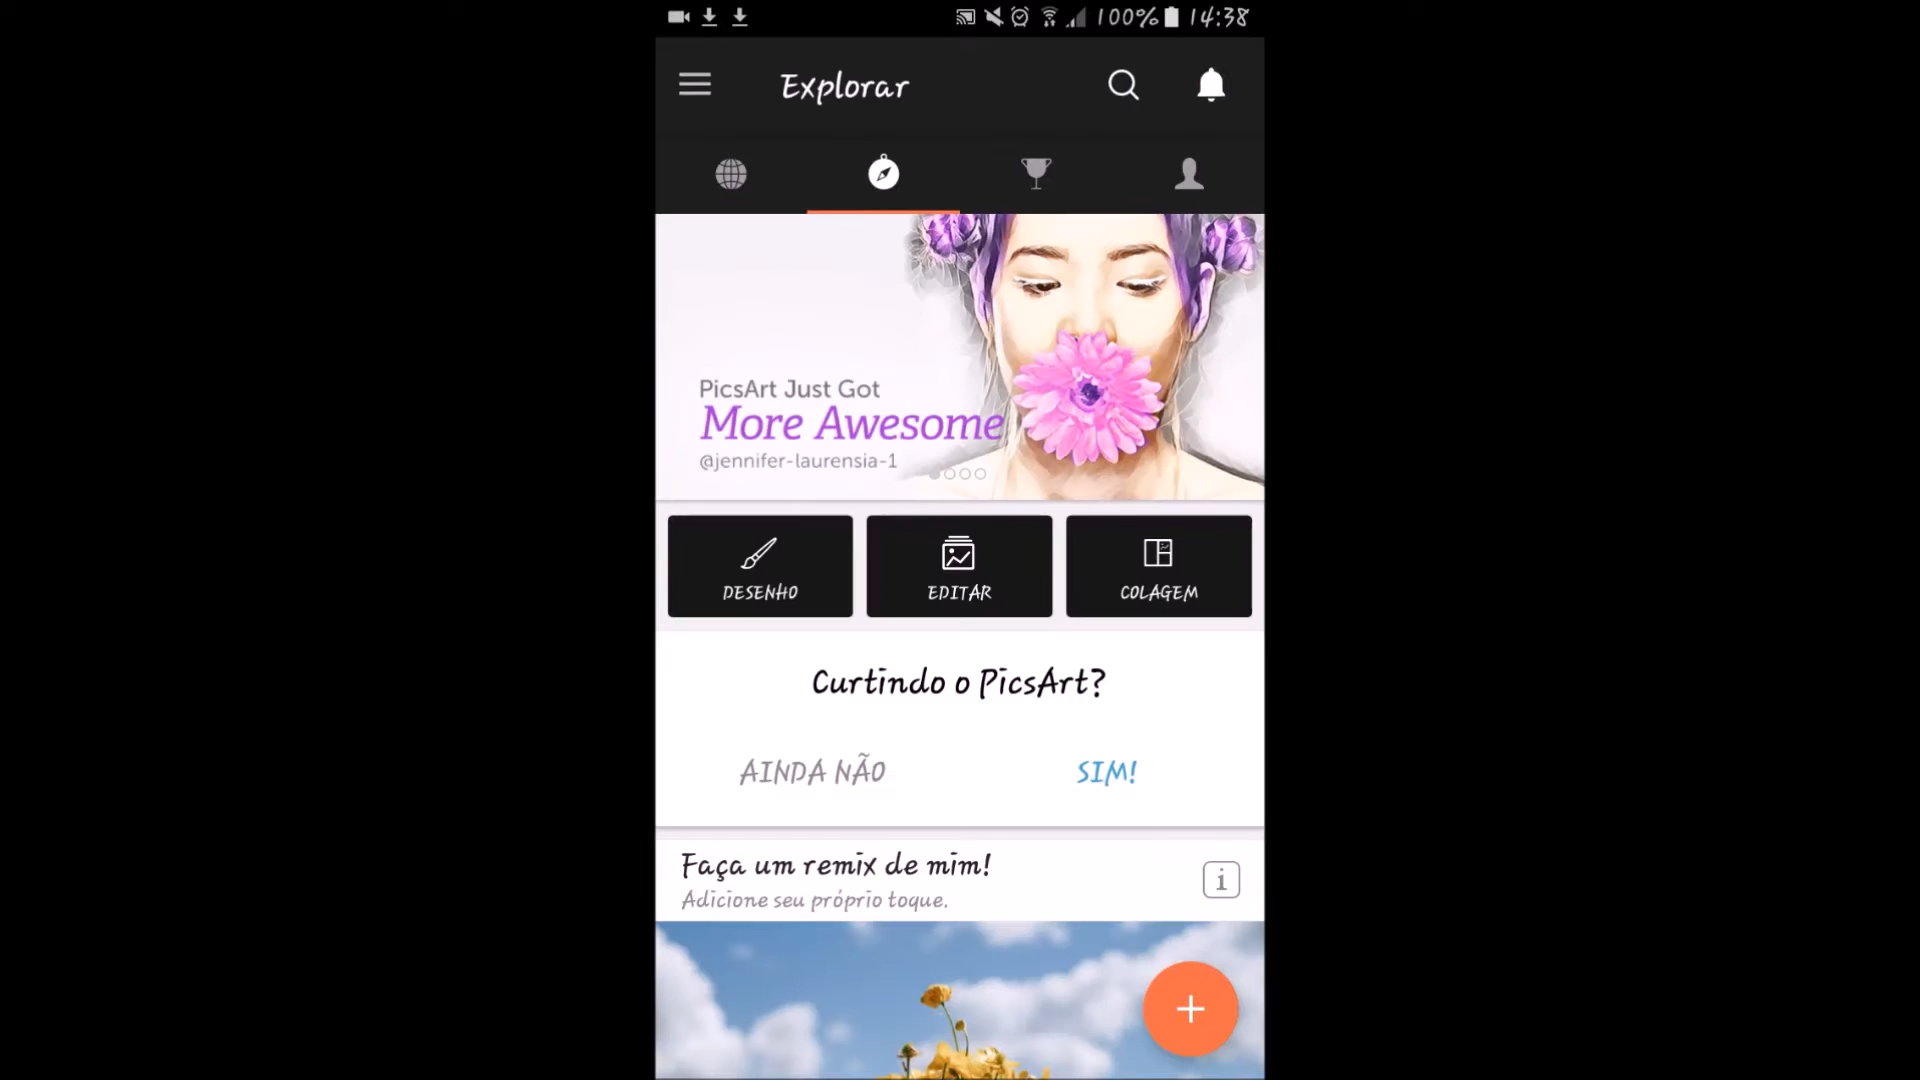 100% 14:38
Explorar
PicsArt Just Got
More Awesome
@jennifer-laurensia-1
DESENHO
EDITAR
COLAGEM
Curtindo o PicsArt?
AINDA NÃO
SIM!
Faça um remix de mim!
Adicione seu próprio toque.